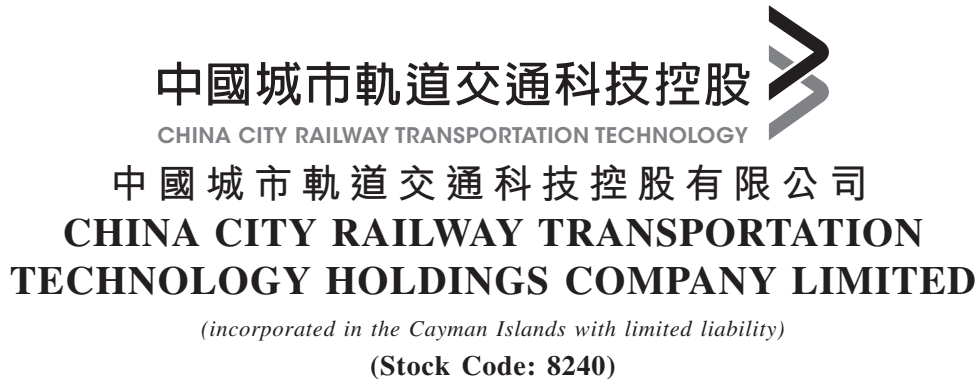 中國城市軌道交通科技控股
CHINA CITY RAILWAY TRANSPORTATION TECHNOLOGY
中國城市軌道交通科技控股有限公司
CHINA CITY RAILWAY TRANSPORTATION
TECHNOLOGY HOLDINGS COMPANY LIMITED
(incorporated in the Cayman Islands with limited liability)
(Stock Code: 8240)